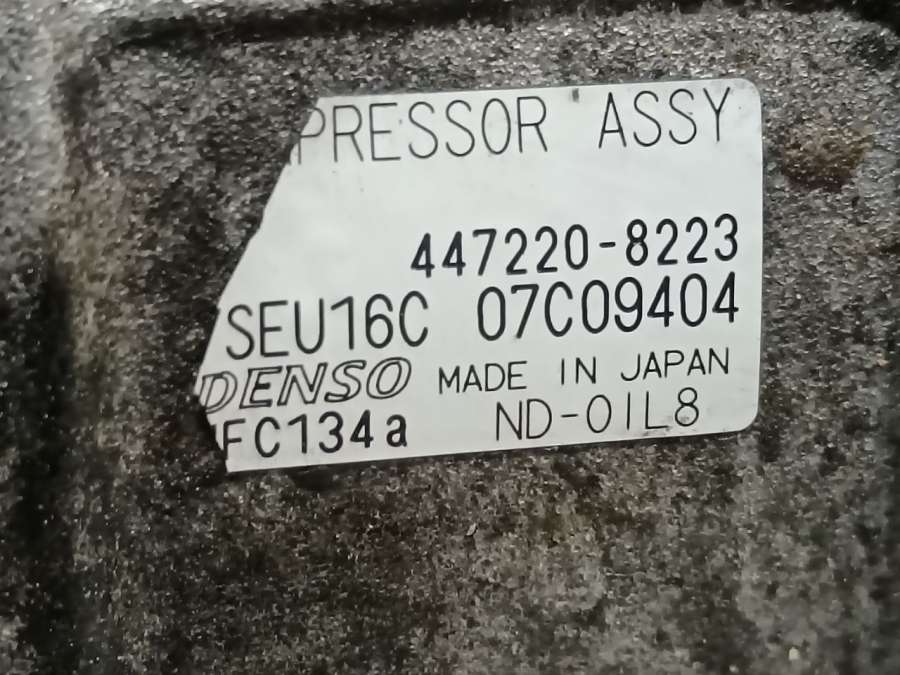 PRESSOR ASSY
447220-8223
SEU16C 07C09404
DENSO MADE IN JAPAN
FC134a ND-OIL8